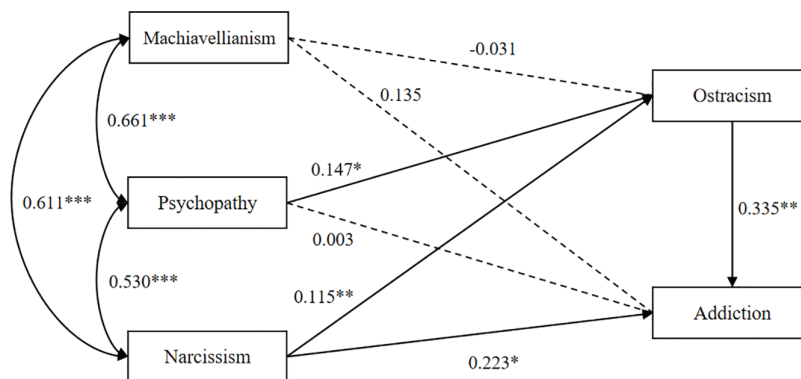 Machiavellianism
-0.031
Ostracism
0.135
0.661***
0.147*
0.611***
Psychopathy
0.335**
0.003
0.530***
0.115**
Addiction
Narcissism
0.223*